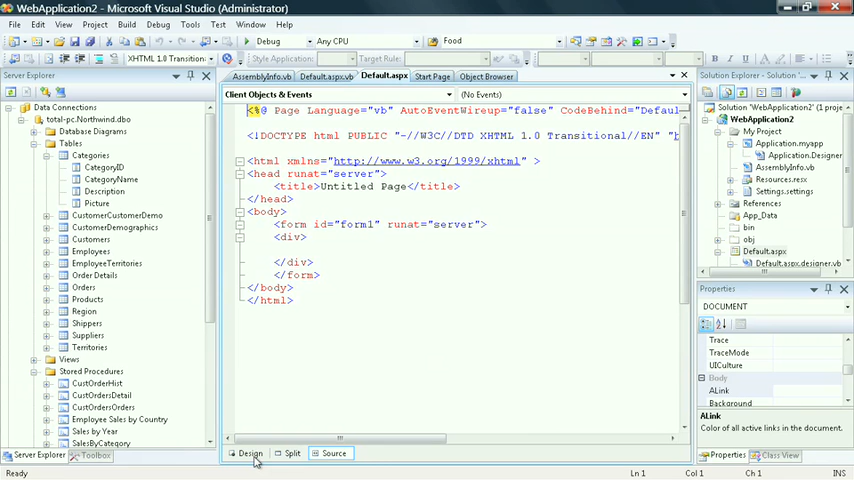 WebApplication2 - Microsoft Visual Studio (Administrator)
File Edit View Project Build Debug Data Format Tools Test Window Help
Debug Any CPU Food
XHTML 1.0 Transition: Style Application: Target Rule:
Server Explorer
Data Connections
total-pc.Northwind.dbo
Database Diagrams
Tables
Categories
CategoryID
CategoryName
Description
Picture
CustomerCustomerDemo
CustomerDemographics
Customers
Employees
EmployeeTerritories
Order Details
Orders
Products
Region
Shippers
Suppliers
Territories
Views
Stored Procedures
CustOrderHist
CustOrdersDetail
CustOrdersOrders
Employee Sales by Country
Sales by Year
SalesByCategory
Server Explorer Toolbox
AssemblyInfo.vb Default.aspx.vb Default.aspx Start Page Object Browser
Client Objects & Events (No Events)
<%@ Page Language="vb" AutoEventWireup="false" CodeBehind="Defaul
<!DOCTYPE html PUBLIC "-//W3C//DTD XHTML 1.0 Transitional//EN" "h
<html xmlns="http://www.w3.org/1999/xhtml" >
<head runat="server">
<title>Untitled Page</title>
</head>
<body>
<form id="form1" runat="server">
<div>
</div>
</form>
</body>
</html>
Design Split Source
Solution Explorer - Solution
Solution 'WebApplication2' (1 proje
WebApplication2
My Project
Application.myapp
Application.Designer
AssemblyInfo.vb
Resources.resx
Settings.settings
References
App_Data
bin
obj
Default.aspx
Default.aspx.designer.vb
Properties
DOCUMENT
Trace
TraceMode
UICulture
Body
ALink
Background
ALink
Color of all active links in the document.
Properties Class View
Ready Ln 1 Col 1 Ch 1